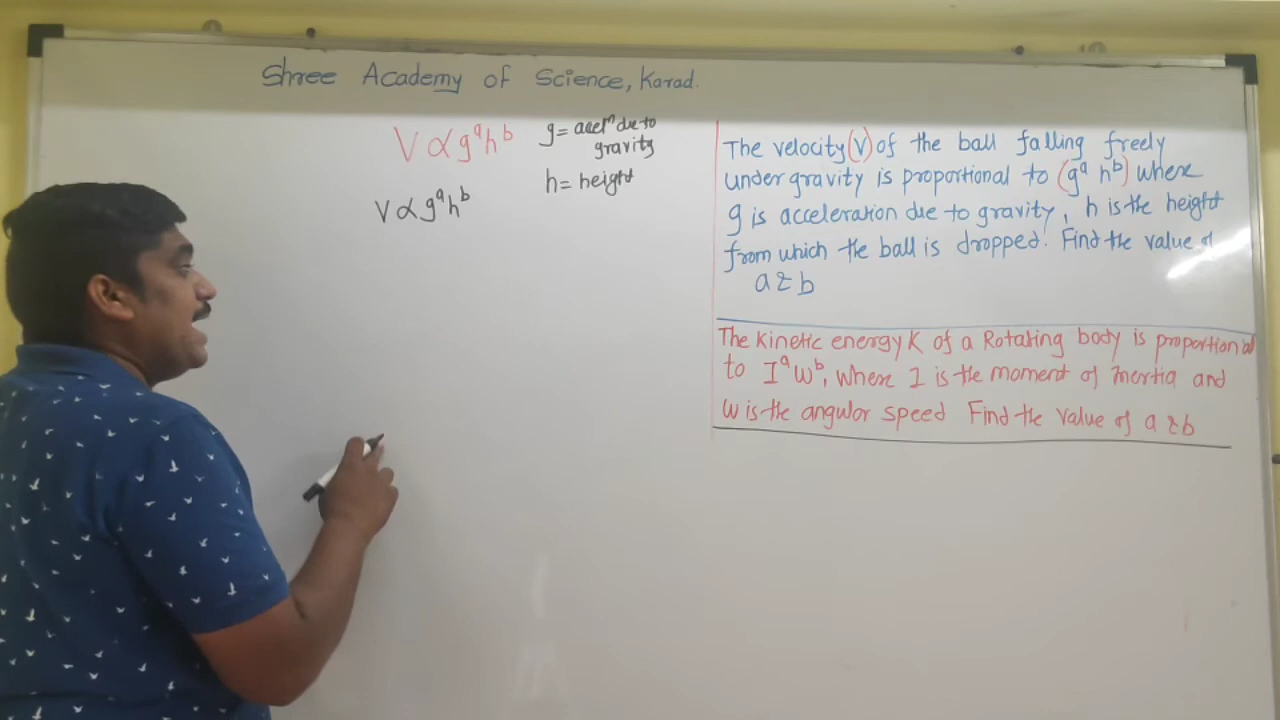 Shree Academy of Science, Karad.
V ∝ g^a h^b
g = accl^n due to
gravity
h = height
V ∝ g^a h^b
The velocity (V) of the ball falling freely
under gravity is proportional to (g^a h^b) where
g is acceleration due to gravity, h is the height
from which the ball is dropped. Find the value of
a & b
The Kinetic energy K of a Rotating body is proportional
to I^a W^b, where I is the moment of Inertia and
W is the angular speed Find the value of a & b